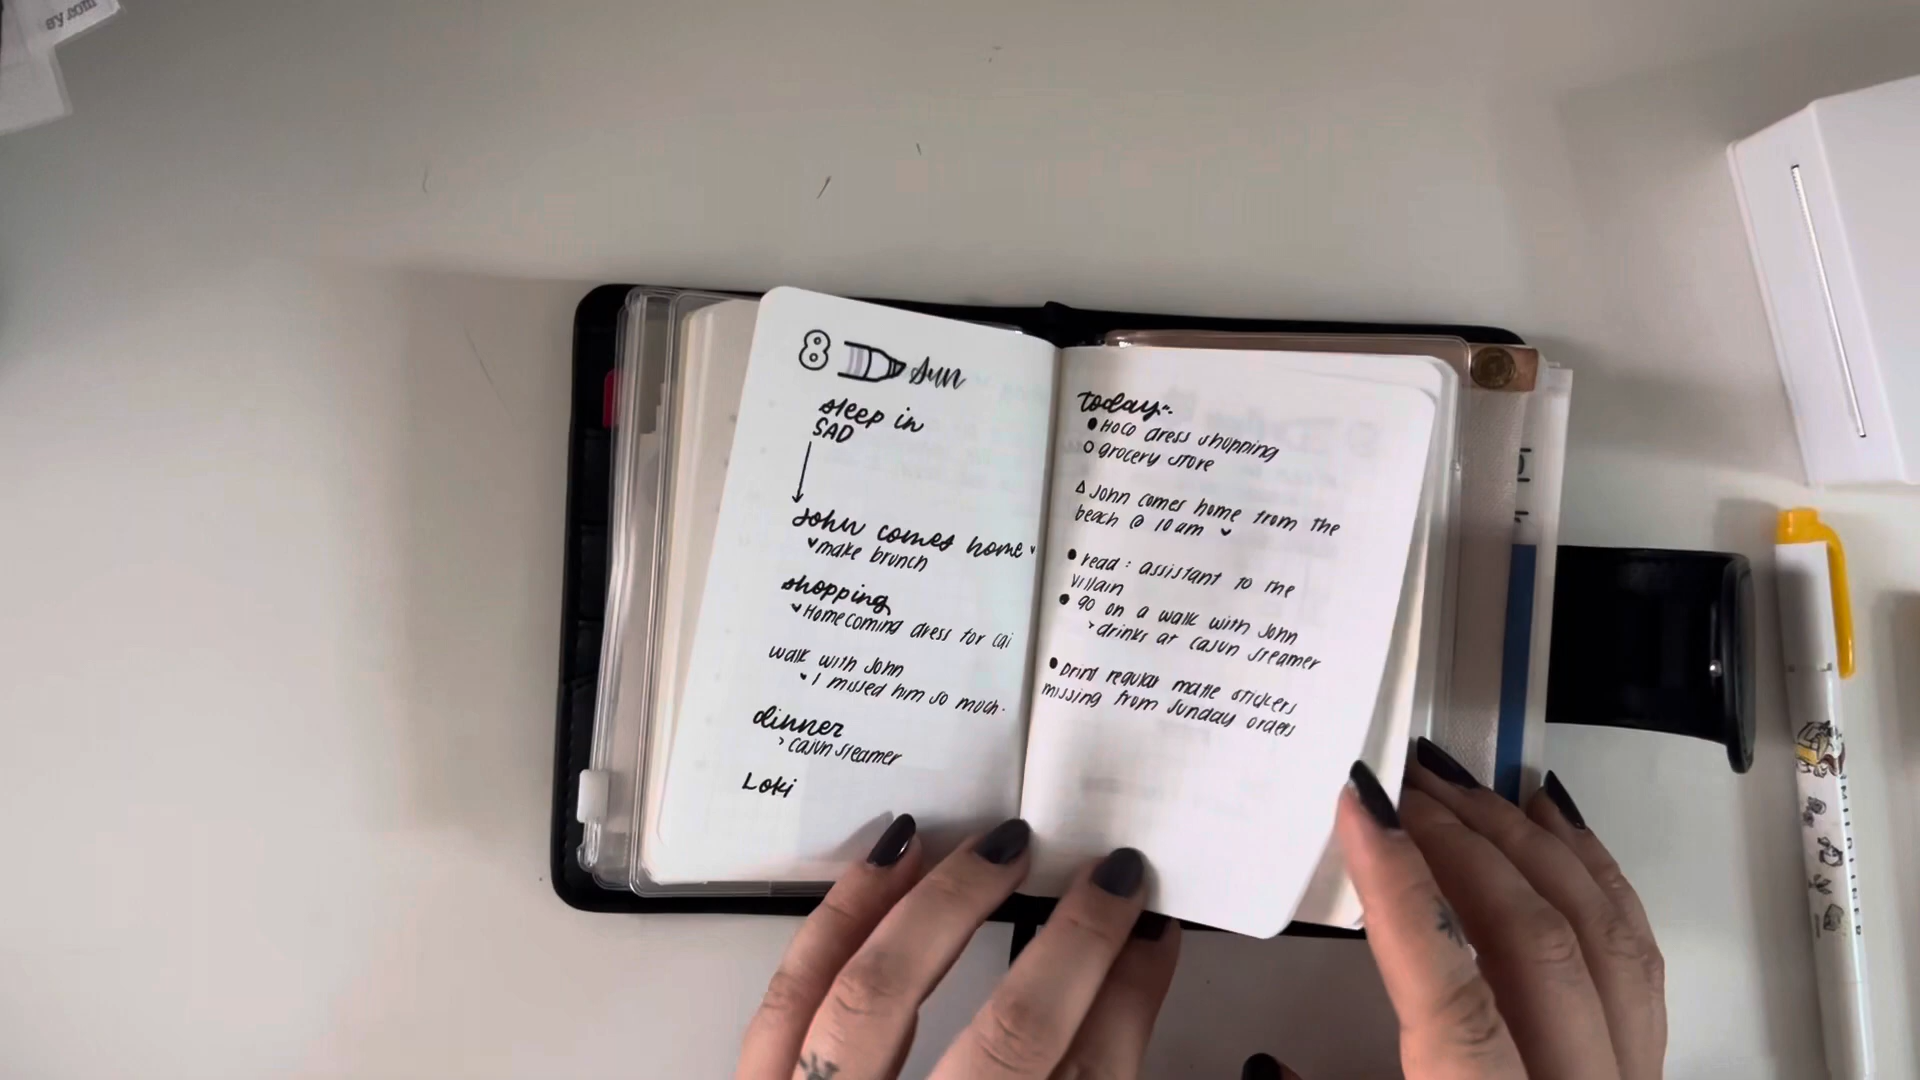 8 sun
sleep in
SAD
John comes home
make brunch
shopping
Homecoming dress for Cai
walk with John
I missed him so much.
dinner
Cajun Steamer
Loki
today:.
Hoco dress shopping
grocery store
John comes home from the
beach @ 10am
read: assistant to the
villain
go on a walk with John
drinks at Cajun Steamer
Print regular matte stickers
missing from Sunday orders
MILDLINER